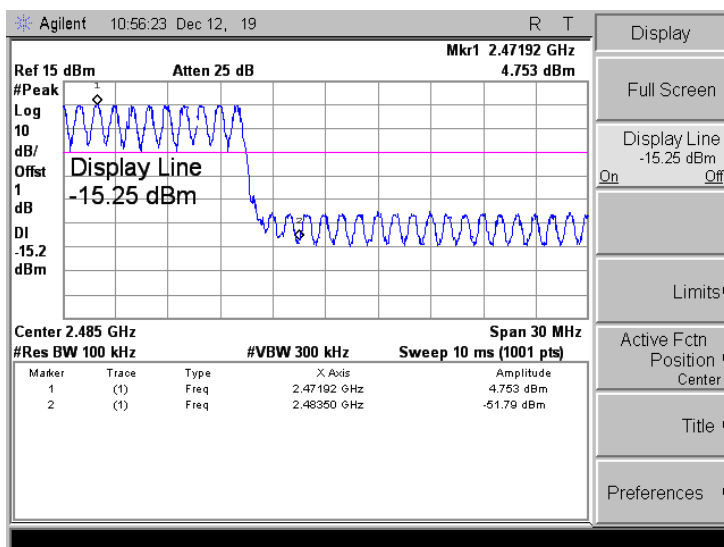 Agilent 10:56:23 Dec 12, 19 R T
Mkr1 2.47192 GHz
Ref 15 dBm Atten 25 dB 4.753 dBm
#Peak
Log
10
dB/
Offst
1
dB
DI
-15.2
dBm
1
Display Line
-15.25 dBm
2
Center 2.485 GHz Span 30 MHz
#Res BW 100 kHz #VBW 300 kHz Sweep 10 ms (1001 pts)
Marker Trace Type X Axis Amplitude
1 (1) Freq 2.47192 GHz 4.753 dBm
2 (1) Freq 2.48350 GHz -51.79 dBm
Display
Full Screen
Display Line
-15.25 dBm
On Off
Limits
Active Fctn
Position
Center
Title
Preferences